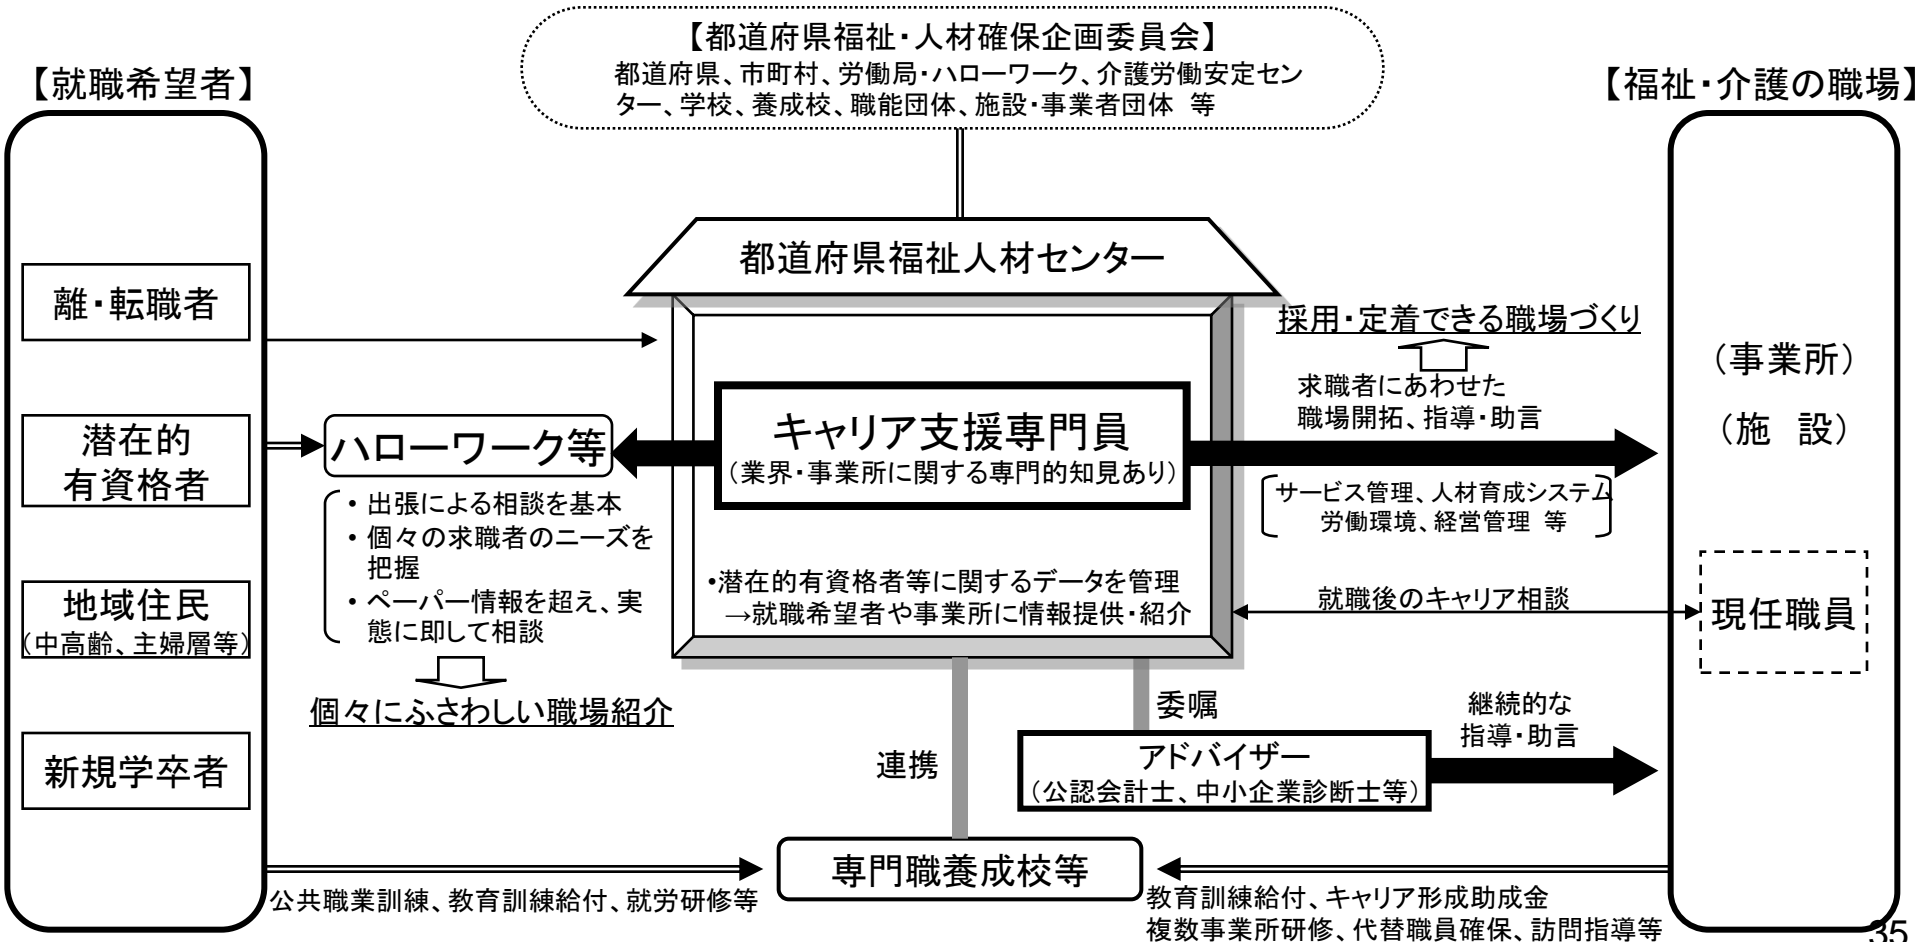 【都道府県福祉・人材確保企画委員会】
都道府県、市町村、労働局・ハローワーク、介護労働安定セン
ター、学校、養成校、職能団体、施設・事業者団体　等
【就職希望者】
離・転職者
潜在的
有資格者
地域住民
（中高齢、主婦層等）
新規学卒者
ハローワーク等
・ 出張による相談を基本
・ 個々の求職者のニーズを
把握
・ ペーパー情報を超え、実
態に即して相談
個々にふさわしい職場紹介
都道府県福祉人材センター
キャリア支援専門員
（業界・事業所に関する専門的知見あり）
・潜在的有資格者等に関するデータを管理
→就職希望者や事業所に情報提供・紹介
採用・定着できる職場づくり
求職者にあわせた
職場開拓、指導・助言
サービス管理、人材育成システム
労働環境、経営管理　等
就職後のキャリア相談
【福祉・介護の職場】
（事業所）
（施　設）
現任職員
委嘱
連携
アドバイザー
（公認会計士、中小企業診断士等）
継続的な
指導・助言
専門職養成校等
公共職業訓練、教育訓練給付、就労研修等
教育訓練給付、キャリア形成助成金
複数事業所研修、代替職員確保、訪問指導等
35